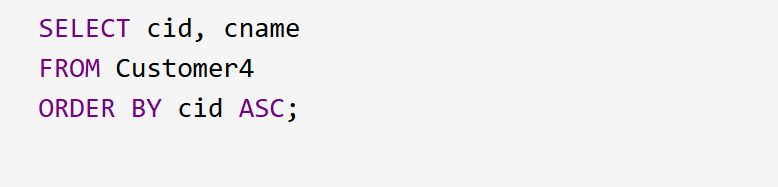 SELECT cid, cname
FROM Customer4
ORDER BY cid ASC;